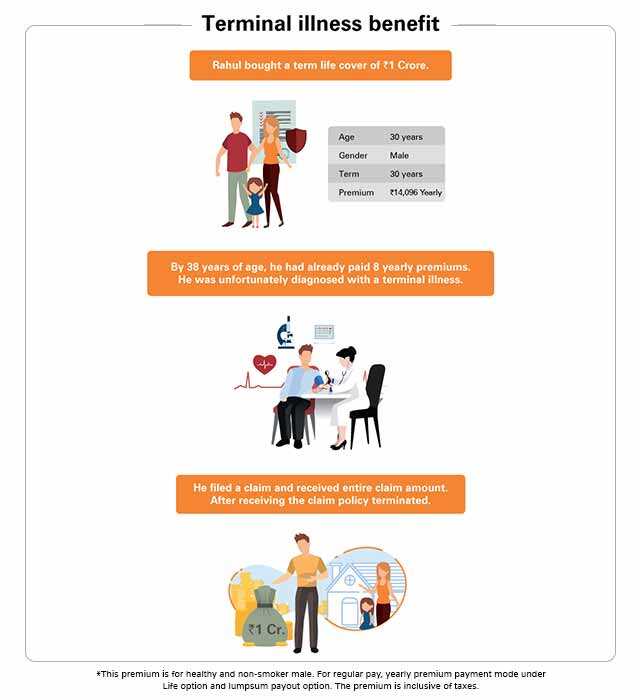 Terminal illness benefit
Rahul bought a term life cover of ₹1 Crore.
Age 30 years
Gender Male
Term 30 years
Premium ₹14,096 Yearly
By 38 years of age, he had already paid 8 yearly premiums.
He was unfortunately diagnosed with a terminal illness.
He filed a claim and received entire claim amount.
After receiving the claim policy terminated.
₹1 Cr.
*This premium is for healthy and non-smoker male. For regular pay, yearly premium payment mode under
Life option and lumpsum payout option. The premium is inclusive of taxes.